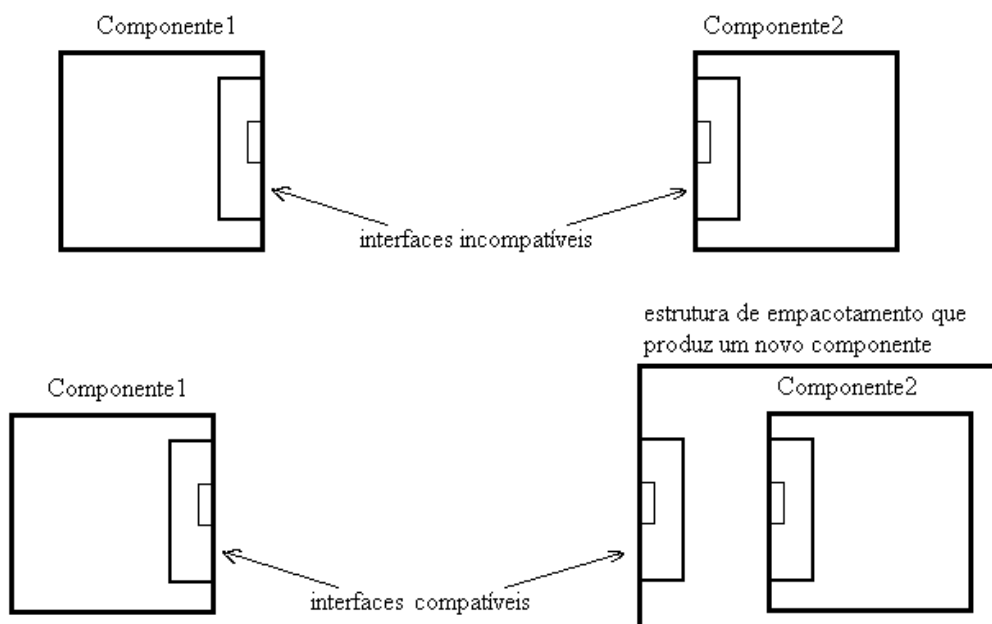 Componente1
Componente2
interfaces incompatíveis
estrutura de empacotamento que
produz um novo componente
Componente1
Componente2
interfaces compatíveis